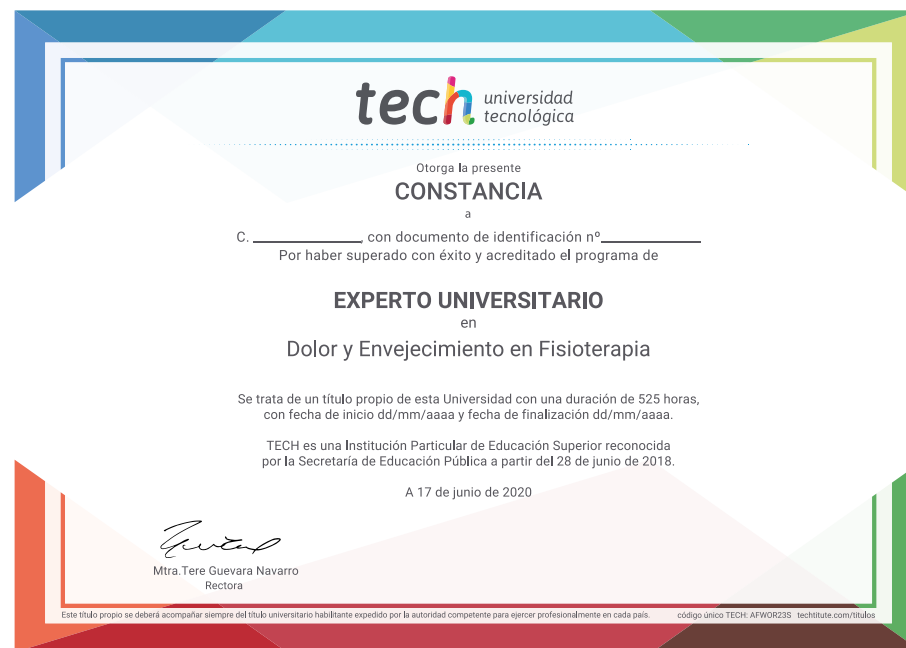 tech universidad
tecnológica
Otorga la presente
CONSTANCIA
a
C. ____________, con documento de identificación nº___________
Por haber superado con éxito y acreditado el programa de
EXPERTO UNIVERSITARIO
en
Dolor y Envejecimiento en Fisioterapia
Se trata de un título propio de esta Universidad con una duración de 525 horas,
con fecha de inicio dd/mm/aaaa y fecha de finalización dd/mm/aaaa.
TECH es una Institución Particular de Educación Superior reconocida
por la Secretaría de Educación Pública a partir del 28 de junio de 2018.
A 17 de junio de 2020
Mtra.Tere Guevara Navarro
Rectora
Este título propio se deberá acompañar siempre del título universitario habilitante expedido por la autoridad competente para ejercer profesionalmente en cada país. código único TECH: AFWOR23S techtitute.com/titulos